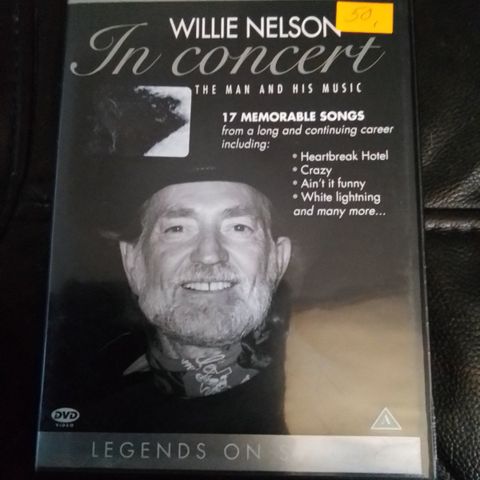 50,
WILLIE NELSON
In concert
THE MAN AND HIS MUSIC
17 MEMORABLE SONGS
from a long and continuing career
including:
• Heartbreak Hotel
• Crazy
• Ain't it funny
• White lightning
and many more...
DVD
VIDEO
A
LEGENDS ON S